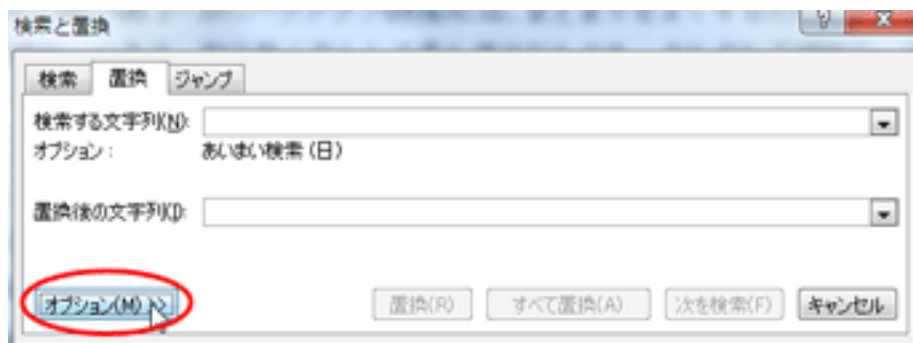 検索と置換
検索 置換 ジャンプ
検索する文字列(N):
オプション: あいまい検索 (日)
置換後の文字列(I):
オプション(M) >> 置換(R) すべて置換(A) 次を検索(F) キャンセル